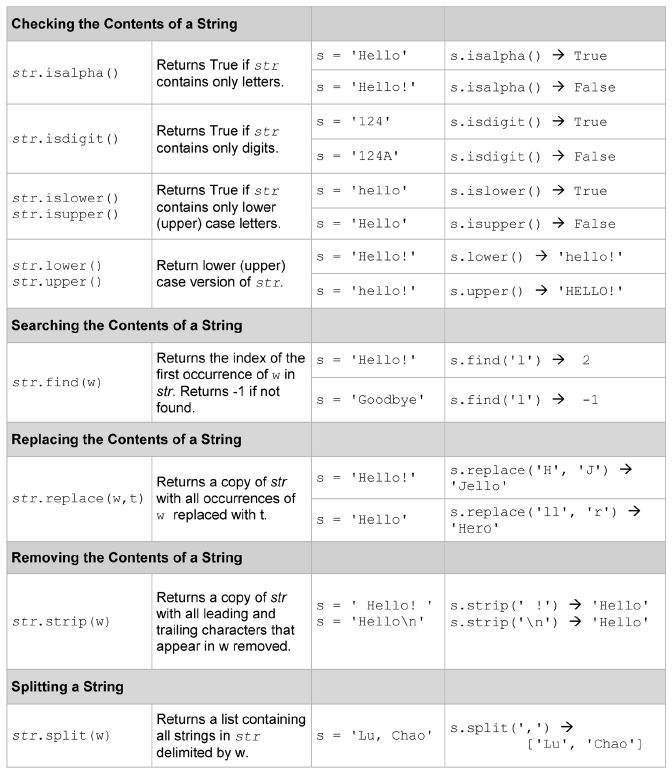 Checking the Contents of a String
str.isalpha()
Returns True if str
contains only letters.
s = 'Hello'
s.isalpha() → True
s = 'Hello!'
s.isalpha() → False
str.isdigit()
Returns True if str
contains only digits.
s = '124'
s.isdigit() → True
s = '124A'
s.isdigit() → False
str.islower()
str.isupper()
Returns True if str
contains only lower
(upper) case letters.
s = 'hello'
s.islower() → True
s = 'Hello'
s.isupper() → False
str.lower()
str.upper()
Return lower (upper)
case version of str.
s = 'Hello!'
s.lower() → 'hello!'
s = 'hello!'
s.upper() → 'HELLO!'
Searching the Contents of a String
str.find(w)
Returns the index of the
first occurrence of w in
str. Returns -1 if not
found.
s = 'Hello!'
s.find('l') → 2
s = 'Goodbye'
s.find('l') → -1
Replacing the Contents of a String
str.replace(w,t)
Returns a copy of str
with all occurrences of
w replaced with t.
s = 'Hello!'
s.replace('H', 'J') →
'Jello'
s = 'Hello'
s.replace('ll', 'r') →
'Hero'
Removing the Contents of a String
str.strip(w)
Returns a copy of str
with all leading and
trailing characters that
appear in w removed.
s = ' Hello! '
s = 'Hello\n'
s.strip(' !') → 'Hello'
s.strip('\n') → 'Hello'
Splitting a String
str.split(w)
Returns a list containing
all strings in str
delimited by w.
s = 'Lu, Chao'
s.split(',') →
['Lu', 'Chao']